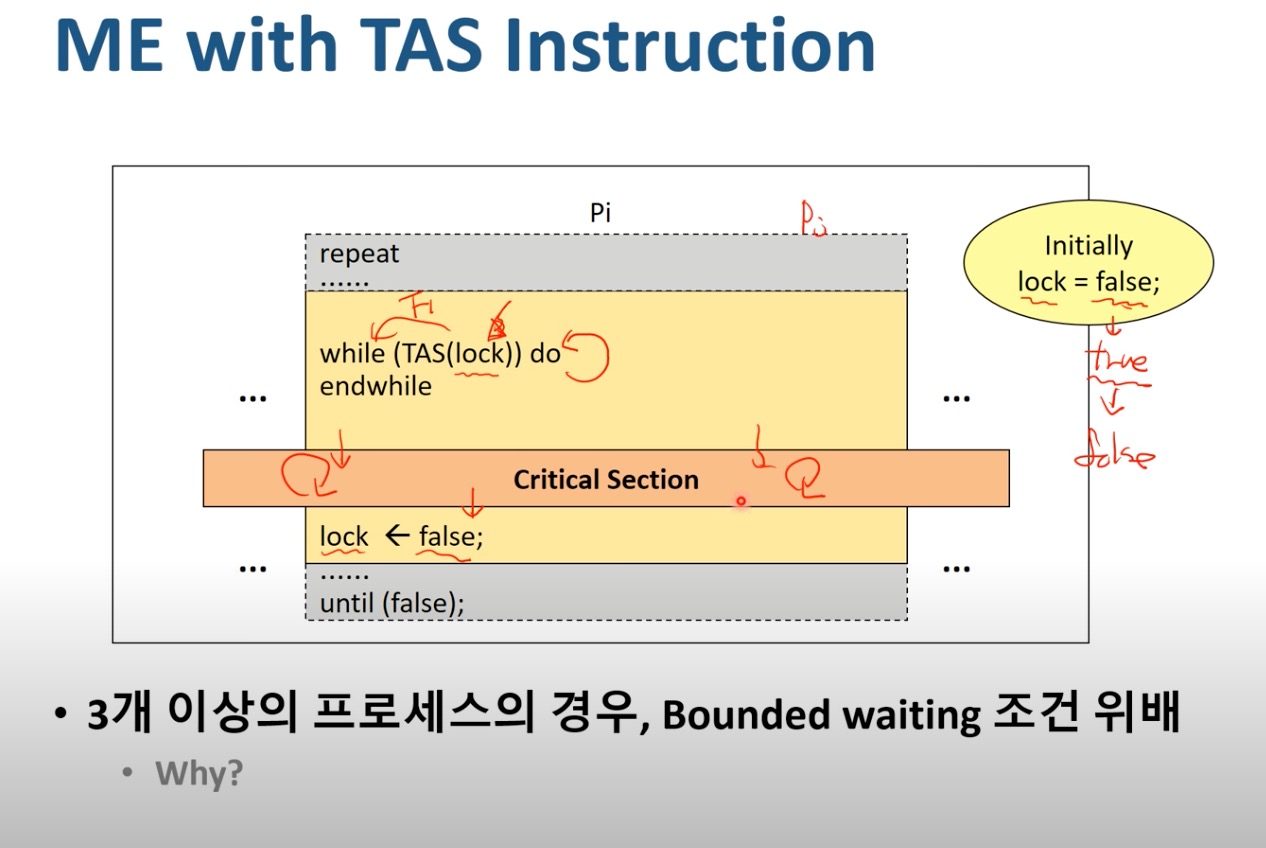 ME with TAS Instruction
Pi
Pj
repeat
......
Initially
lock = false;
true
false
while (TAS(lock)) do
endwhile
...
...
Critical Section
lock ← false;
...
...
......
until (false);
• 3개 이상의 프로세스의 경우, Bounded waiting 조건 위배
• Why?